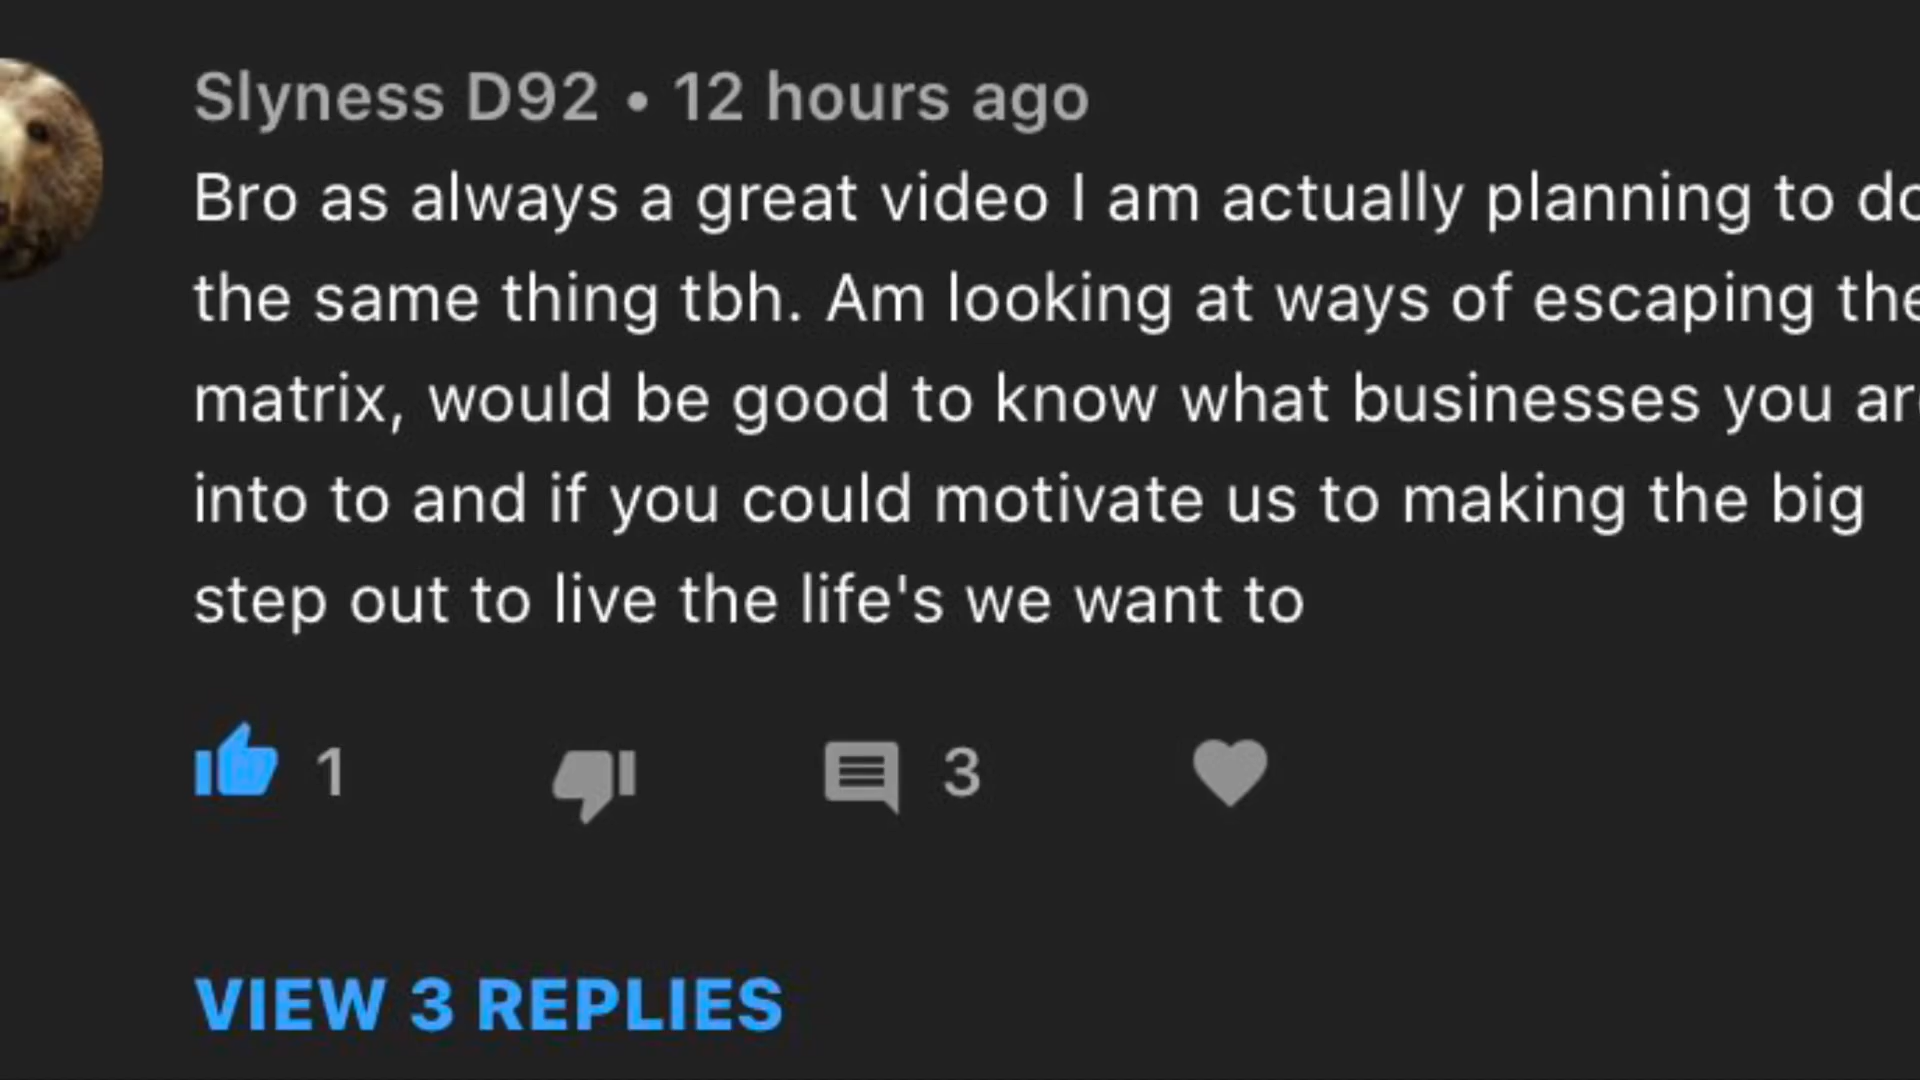 Slyness D92 • 12 hours ago
Bro as always a great video I am actually planning to do
the same thing tbh. Am looking at ways of escaping the
matrix, would be good to know what businesses you are
into to and if you could motivate us to making the big
step out to live the life's we want to
1
3
VIEW 3 REPLIES